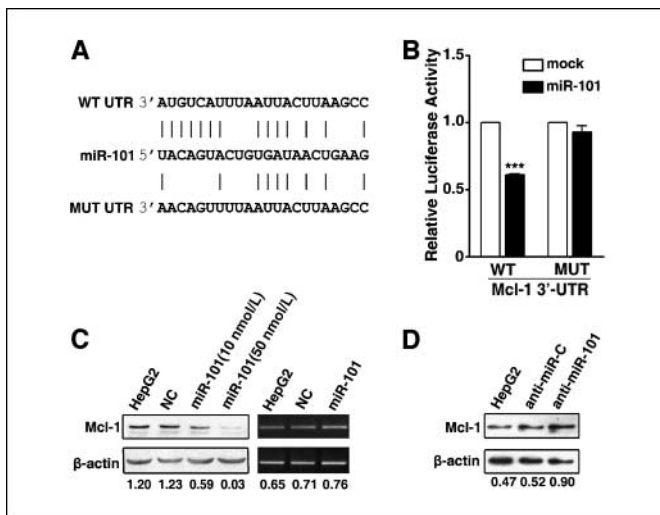 A
WT UTR 3' AUGUCAUUUAAUUACUUAAGCC
miR-101 5' UACAGUACUGUGAUAACUGAAG
MUT UTR 3' AACAGUUUUAAUUACUUAAGCC
B
Relative Luciferase Activity
1.5
1.0
0.5
0
mock
miR-101
***
WT MUT
Mcl-1 3'-UTR
C
HepG2 NC miR-101(10 nmol/L) miR-101(50 nmol/L) HepG2 NC miR-101
Mcl-1
β-actin
1.20 1.23 0.59 0.03 0.65 0.71 0.76
D
HepG2 anti-miR-C anti-miR-101
Mcl-1
β-actin
0.47 0.52 0.90